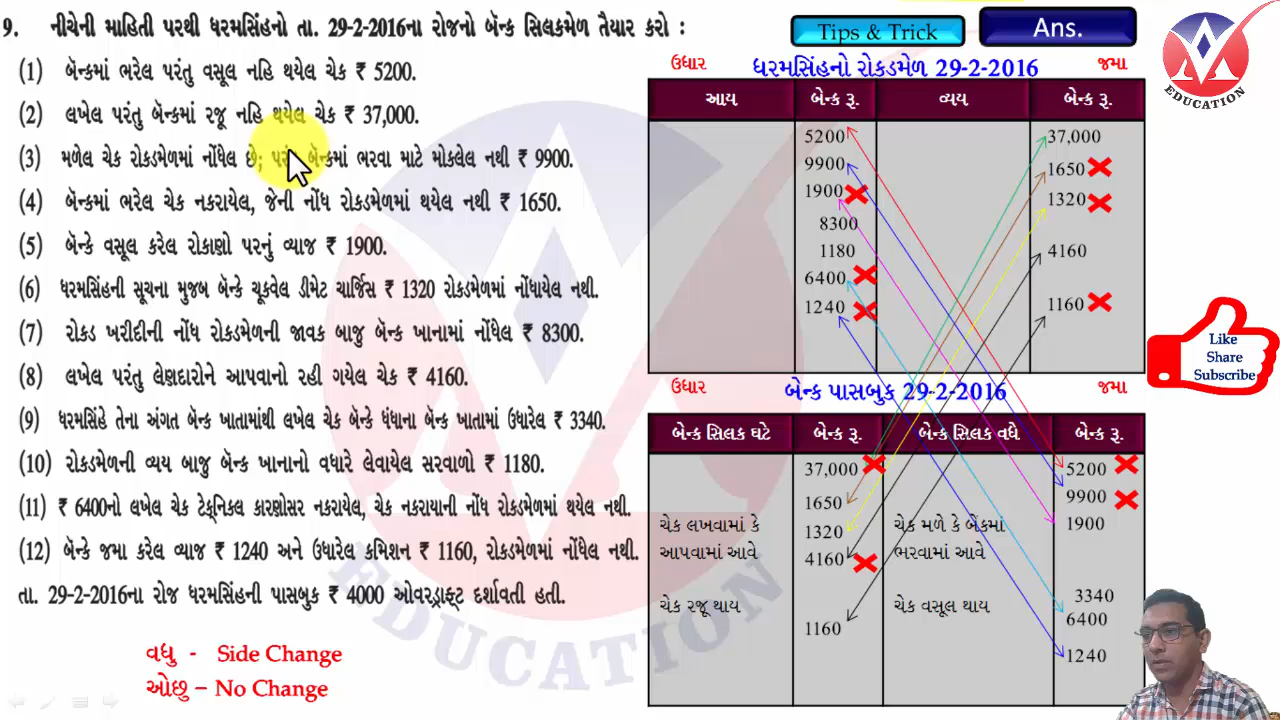 9. નીચેની માહિતી પરથી ધરમસિંહનો તા. 29-2-2016ના રોજનો બૅન્ક સિલકમેળ તૈયાર કરો :
(1) બૅન્કમાં ભરેલ પરંતુ વસૂલ નહિ થયેલ ચેક ₹ 5200.
(2) લખેલ પરંતુ બૅન્કમાં રજૂ નહિ થયેલ ચેક ₹ 37,000.
(3) મળેલ ચેક રોકડમેળમાં નોંધેલ છે; બૅન્કમાં ભરવા માટે મોકલેલ નથી ₹ 9900.
(4) બૅન્કમાં ભરેલ ચેક નકરાયેલ, જેની નોંધ રોકડમેળમાં થયેલ નથી ₹ 1650.
(5) બૅન્કે વસૂલ કરેલ રોકાણો પરનું વ્યાજ ₹ 1900.
(6) ધરમસિંહની સૂચના મુજબ બૅન્કે ચૂકવેલ ડીમેટ ચાર્જિસ ₹ 1320 રોકડમેળમાં નોંધાયેલ નથી.
(7) રોકડ ખરીદીની નોંધ રોકડમેળની જાવક બાજુ બૅન્ક ખાનામાં નોંધેલ ₹ 8300.
(8) લખેલ પરંતુ લેણદારોને આપવાનો રહી ગયેલ ચેક ₹ 4160.
(9) ધરમસિંહે તેના અંગત બૅન્ક ખાતામાંથી લખેલ ચેક બૅન્કે ધંધાના બૅન્ક ખાતામાં ઉધારેલ ₹ 3340.
(10) રોકડમેળની વ્યય બાજુ બૅન્ક ખાનાનો વધારે લેવાયેલ સરવાળો ₹ 1180.
(11) ₹ 6400નો લખેલ ચેક ટેક્નિકલ કારણોસર નકરાયેલ, ચેક નકરાયાની નોંધ રોકડમેળમાં થયેલ નથી.
(12) બૅન્કે જમા કરેલ વ્યાજ ₹ 1240 અને ઉધારેલ કમિશન ₹ 1160, રોકડમેળમાં નોંધેલ નથી.
તા. 29-2-2016ના રોજ ધરમસિંહની પાસબુક ₹ 4000 ઓવરડ્રાફ્ટ દર્શાવતી હતી.
વધુ - Side Change
ઓછુ – No Change
Tips & Trick
Ans.
EDUCATION
ઉધાર ધરમસિંહનો રોકડમેળ 29-2-2016 જમા
આય બેન્ક રૂ. વ્યય બેન્ક રૂ.
5200 37,000
9900 1650
1900 1320
8300
1180 4160
6400
1240 1160
ઉધાર બેન્ક પાસબુક 29-2-2016 જમા
બેન્ક સિલક ઘટે બેન્ક રૂ. બેન્ક સિલક વધે બેન્ક રૂ.
37,000 5200
1650 9900
ચેક લખવામાં કે 1320 ચેક મળે કે બેંકમાં 1900
આપવામાં આવે 4160 ભરવામાં આવે
3340
ચેક રજૂ થાય ચેક વસૂલ થાય 6400
1160 1240
Like
Share
Subscribe
EDUCATION